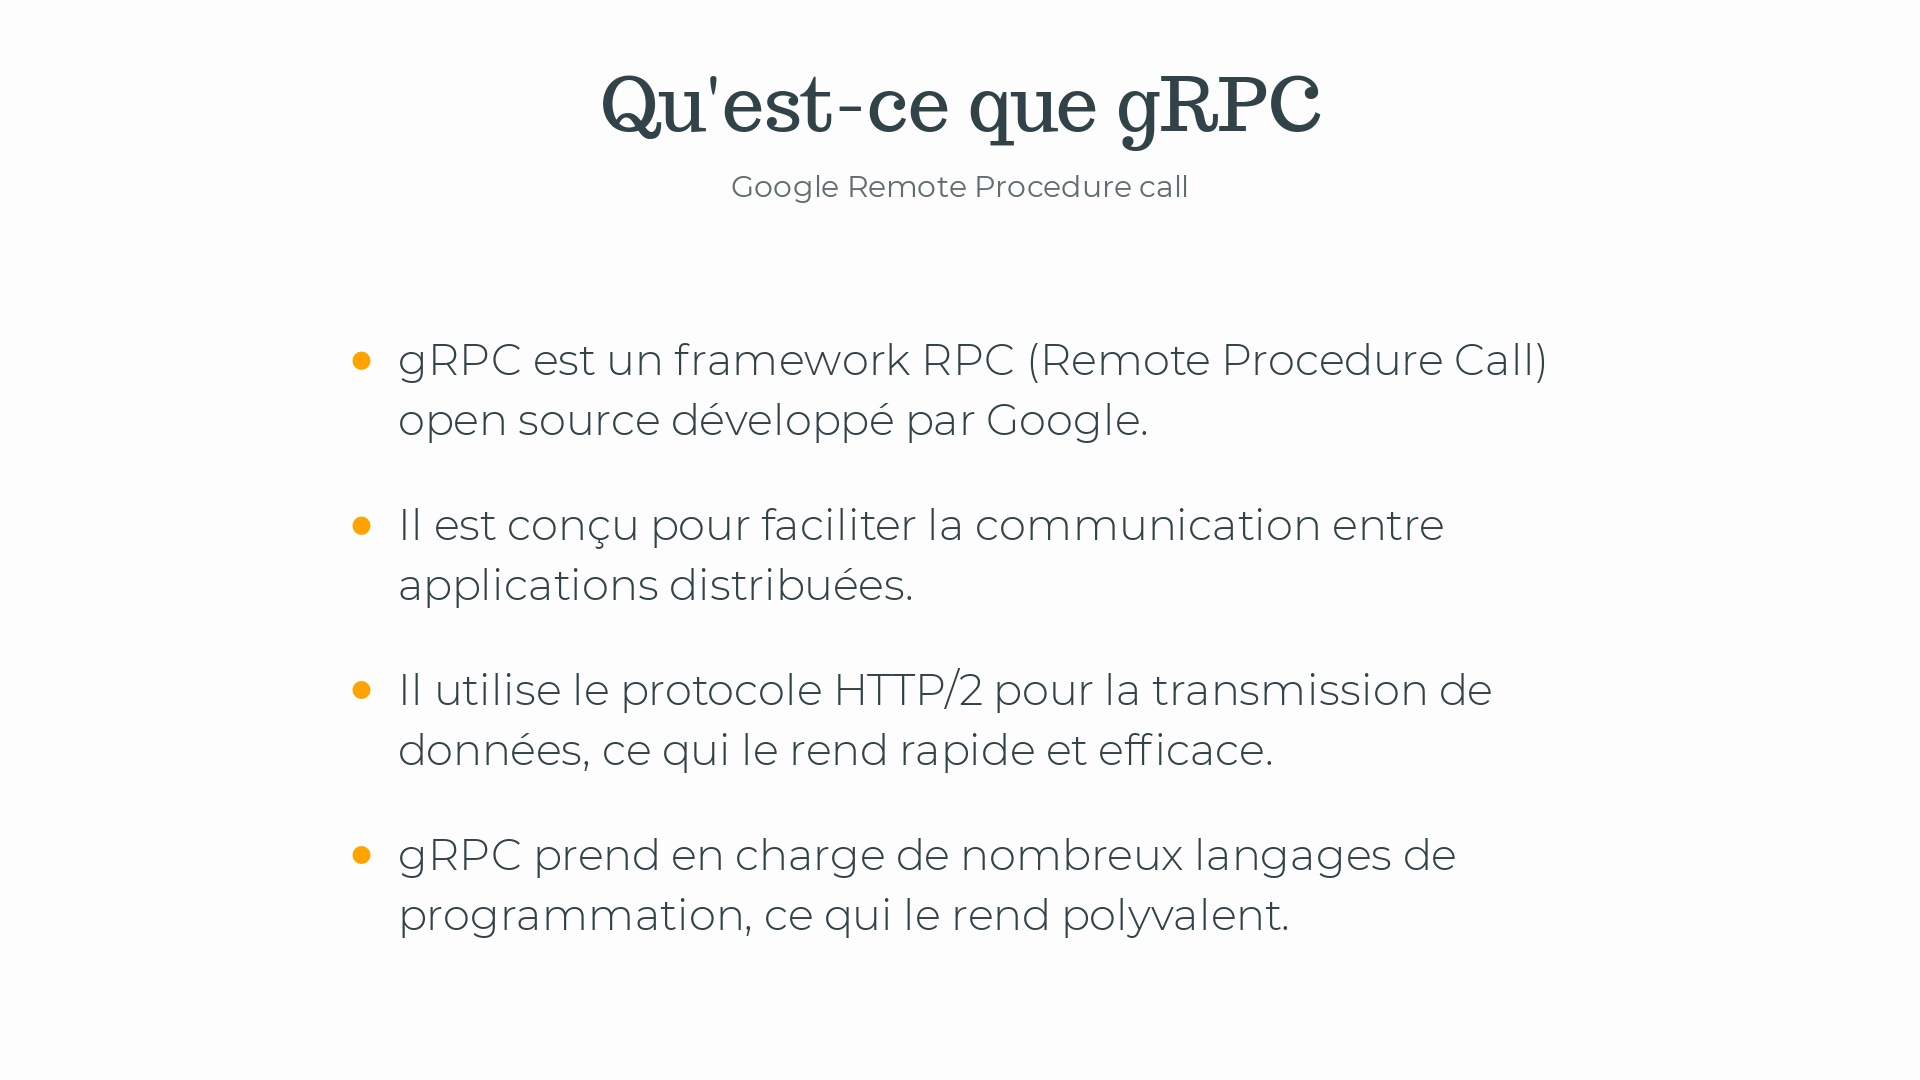 Qu'est-ce que gRPC
Google Remote Procedure call
gRPC est un framework RPC (Remote Procedure Call)
open source développé par Google.
Il est conçu pour faciliter la communication entre
applications distribuées.
Il utilise le protocole HTTP/2 pour la transmission de
données, ce qui le rend rapide et efficace.
gRPC prend en charge de nombreux langages de
programmation, ce qui le rend polyvalent.